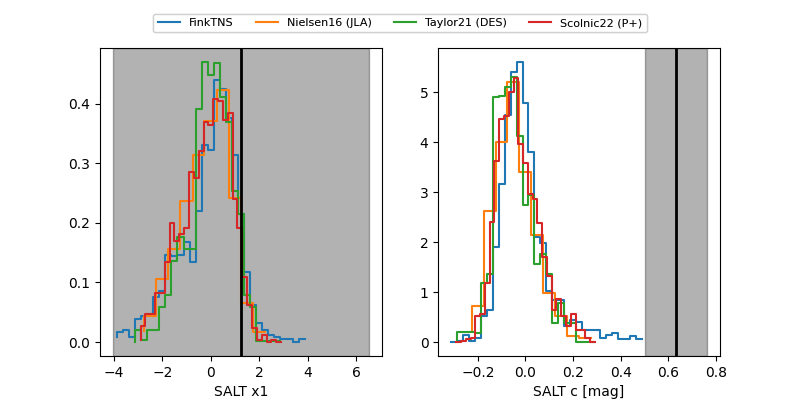 FinkTNS Nielsen16 (JLA) Taylor21 (DES) Scolnic22 (P+)
0.4
0.3
0.2
0.1
0.0
−4 −2 0 2 4 6
SALT x1
5
4
3
2
1
0
−0.2 0.0 0.2 0.4 0.6 0.8
SALT c [mag]